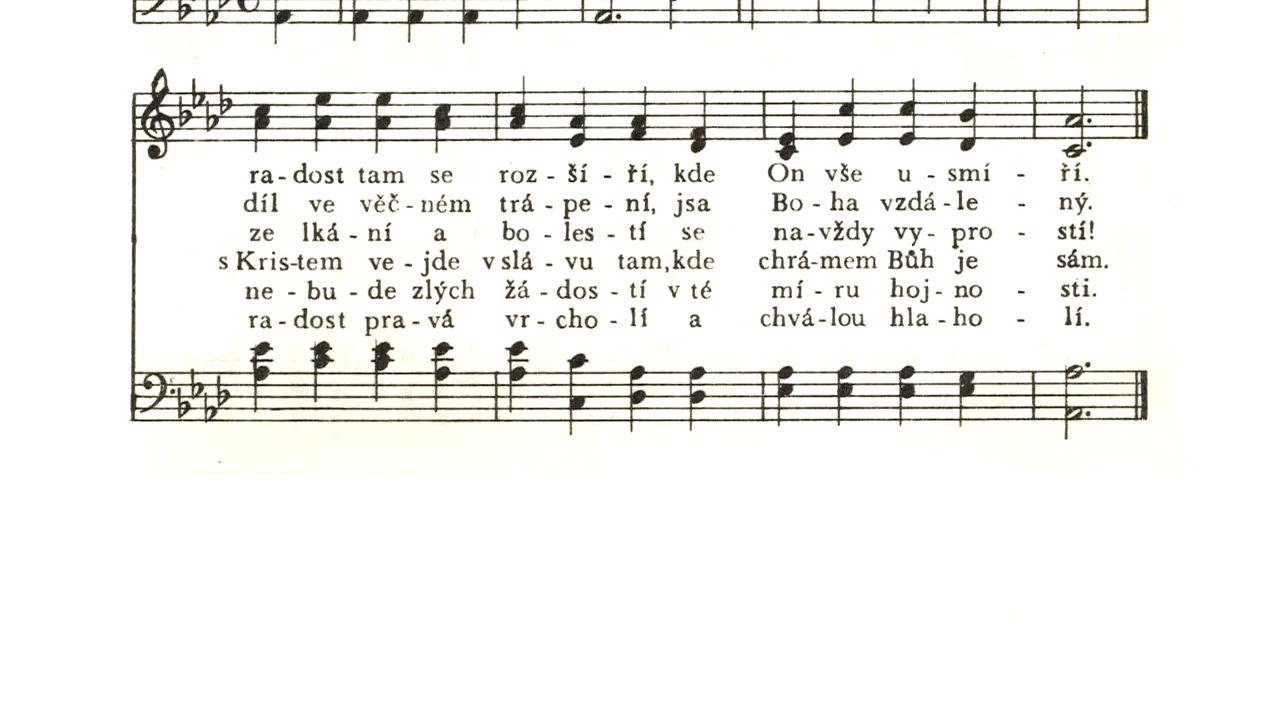 ra - dost tam se roz - ší - ří, kde On vše u - smí - ří.
díl ve věč - ném trá - pe - ní, jsa Bo - ha vzdá - le - ný.
ze lká - ní a bo - les - tí se na - vždy vy - pro - stí!
s Kris - tem ve - jde v slá - vu tam, kde chrá - mem Bůh je sám.
ne - bu - de zlých žá - dos - tí v té mí - ru hoj - no - sti.
ra - dost pra - vá vr - cho - lí a chvá - lou hla - ho - lí.